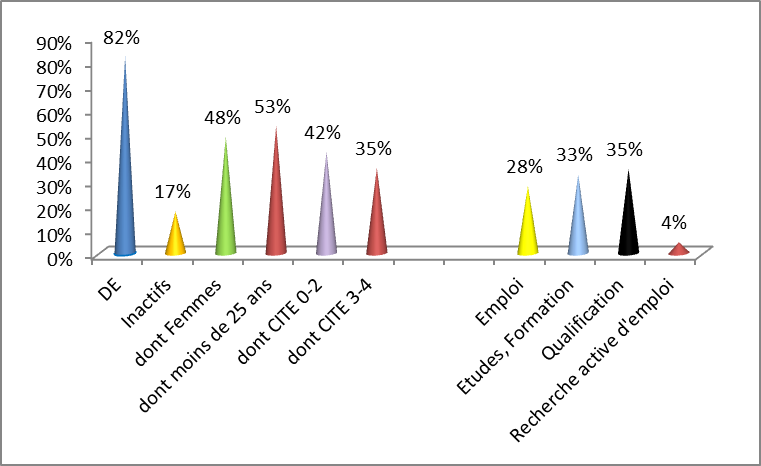 90%
80%
70%
60%
50%
40%
30%
20%
10%
0%
82%
17%
48%
53%
42%
35%
28%
33%
35%
4%
DE
Inactifs
dont Femmes
dont moins de 25 ans
dont CITE 0-2
dont CITE 3-4
Emploi
Etudes, Formation
Qualification
Recherche active d'emploi